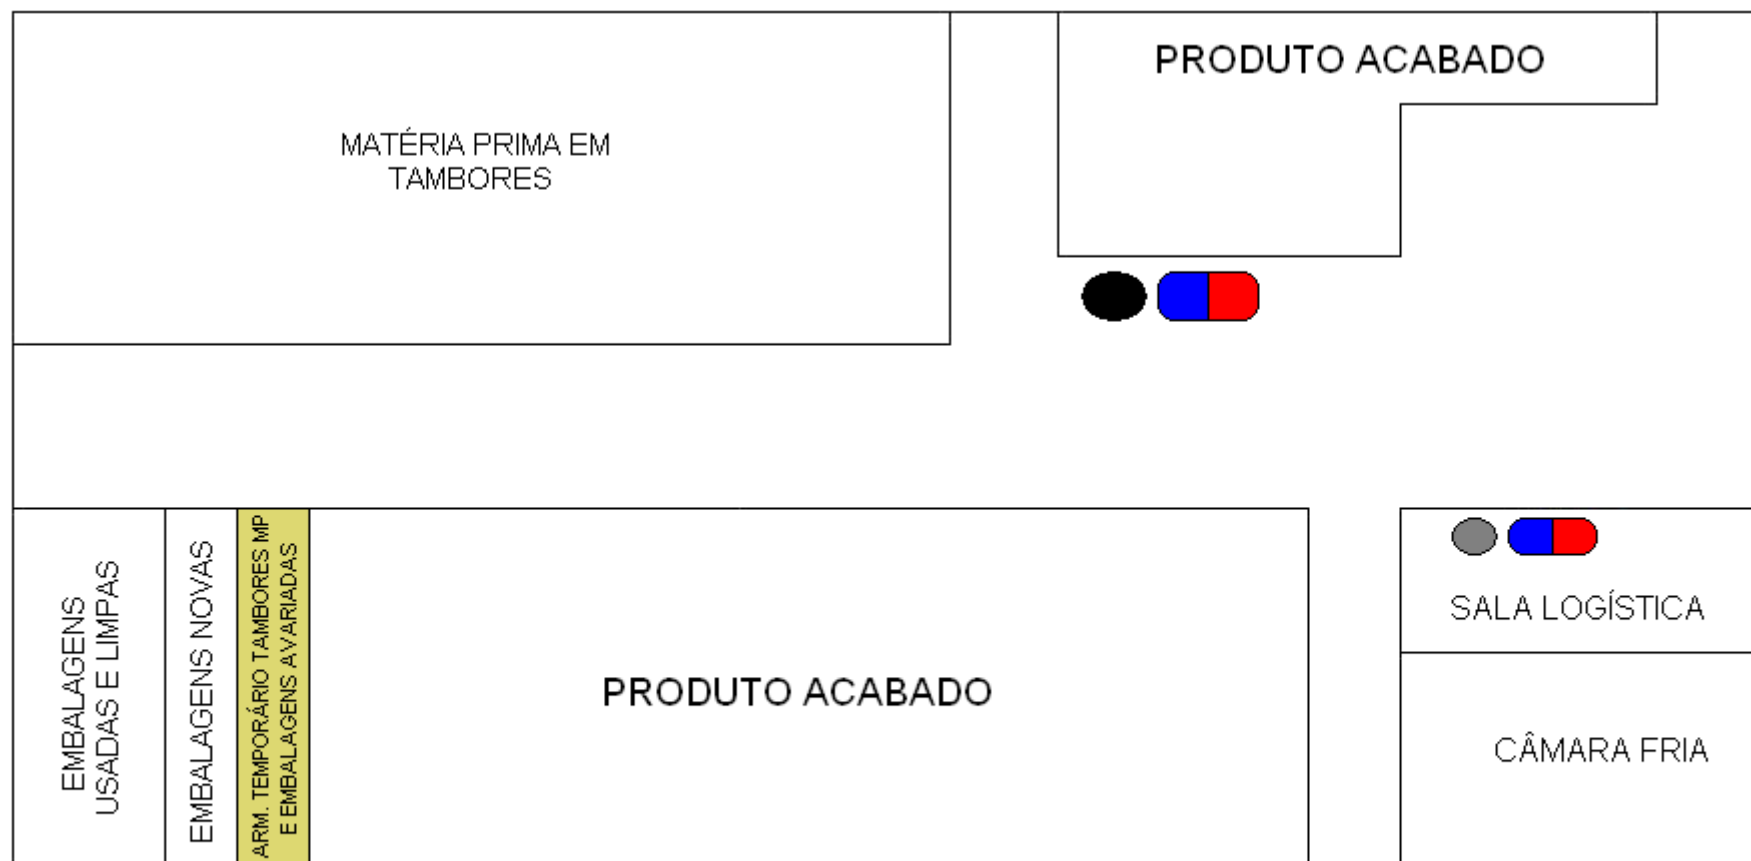 PRODUTO ACABADO
MATÉRIA PRIMA EM
TAMBORES
EMBALAGENS
USADAS E LIMPAS
EMBALAGENS NOVAS
ARM. TEMPORÁRIO TAMBORES MP
E EMBALAGENS AVARIADAS
PRODUTO ACABADO
SALA LOGÍSTICA
CÂMARA FRIA